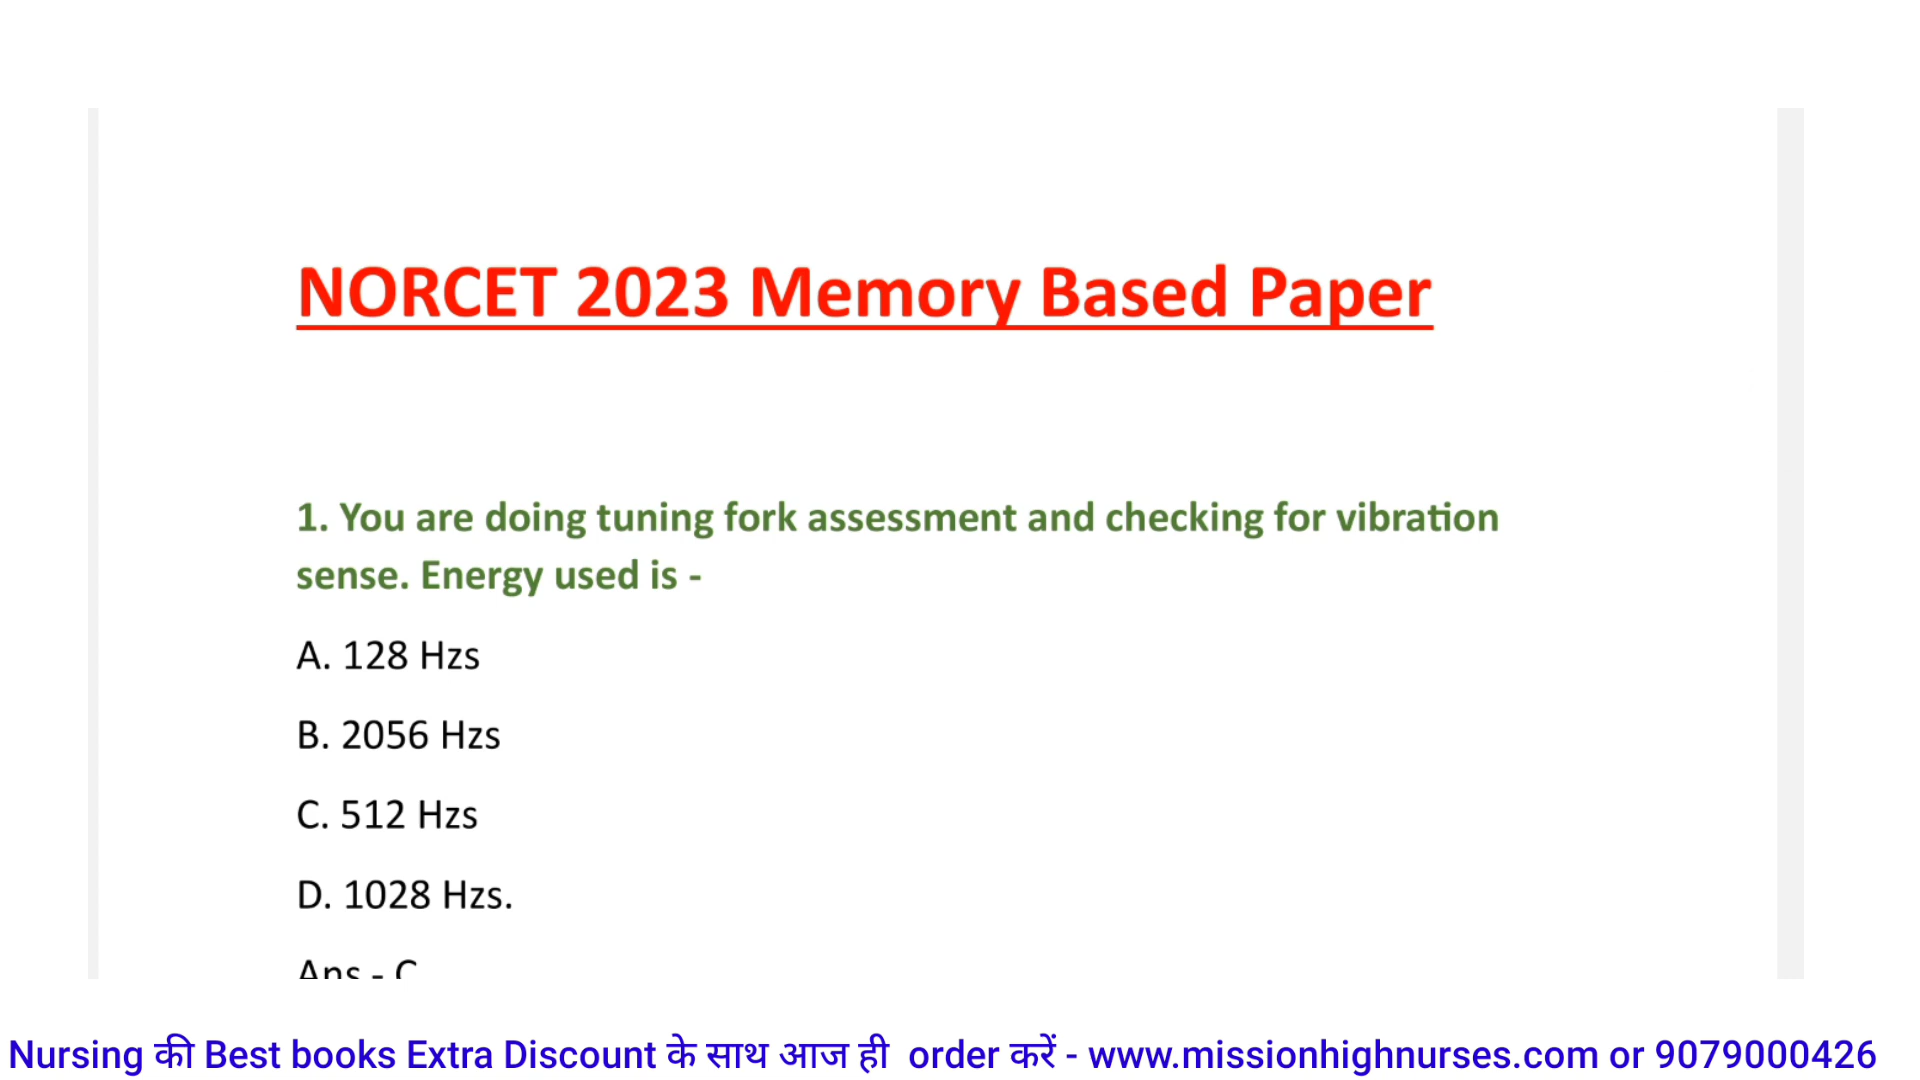 NORCET 2023 Memory Based Paper
1. You are doing tuning fork assessment and checking for vibration
sense. Energy used is -
A. 128 Hzs
B. 2056 Hzs
C. 512 Hzs
D. 1028 Hzs.
Ans - C
Nursing की Best books Extra Discount के साथ आज ही order करें - www.missionhighnurses.com or 9079000426